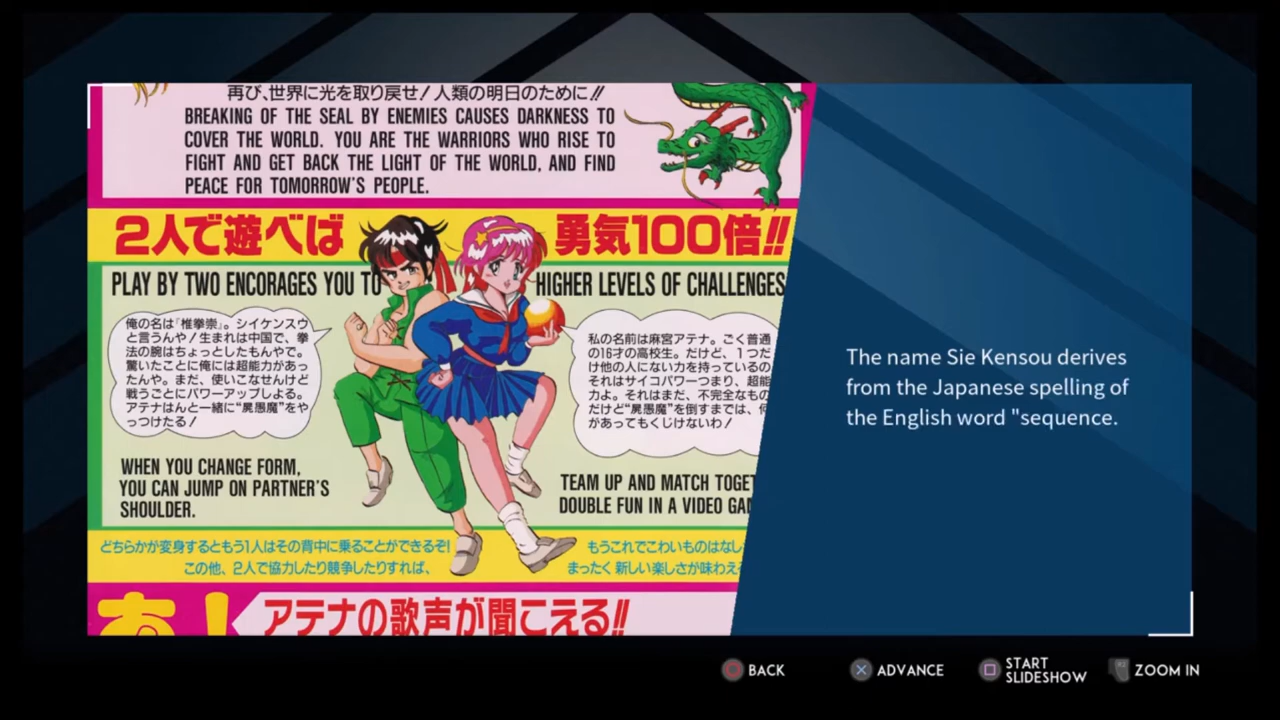 再び、世界に光を取り戻せ!人類の明日のために!!
BREAKING OF THE SEAL BY ENEMIES CAUSES DARKNESS TO
COVER THE WORLD. YOU ARE THE WARRIORS WHO RISE TO
FIGHT AND GET BACK THE LIGHT OF THE WORLD, AND FIND
PEACE FOR TOMORROW'S PEOPLE.
2人で遊べば 勇気100倍!!
PLAY BY TWO ENCORAGES YOU TO HIGHER LEVELS OF CHALLENGES
俺の名は『椎拳崇』。シイケンスウ
と言うんや!生まれは中国で、拳
法の腕はちょっとしたもんやで。
驚いたことに俺には超能力があっ
たんや。まだ、使いこなせんけど
戦うことにパワーアップしよる。
アテナはんと一緒に“屍愚魔”をや
っつけたる!
私の名前は麻宮アテナ。ごく普通
の16才の高校生。だけど、1つだ
け他の人にない力を持っているの
それはサイコパワーつまり、超能
力よ。それはまだ、不完全なもの
だけど“屍愚魔”を倒すまでは、何
があってもくじけないわ!
WHEN YOU CHANGE FORM,
YOU CAN JUMP ON PARTNER'S
SHOULDER.
TEAM UP AND MATCH TOGET
DOUBLE FUN IN A VIDEO GA
どちらかが変身するともう1人はその背中に乗ることができるぞ!
この他、2人で協力したり競争したりすれば、
もうこれでこわいものはなし
まったく新しい楽しさが味わえ
あ!
アテナの歌声が聞こえる!!
The name Sie Kensou derives
from the Japanese spelling of
the English word "sequence.
BACK
ADVANCE
START
SLIDESHOW
R2
ZOOM IN